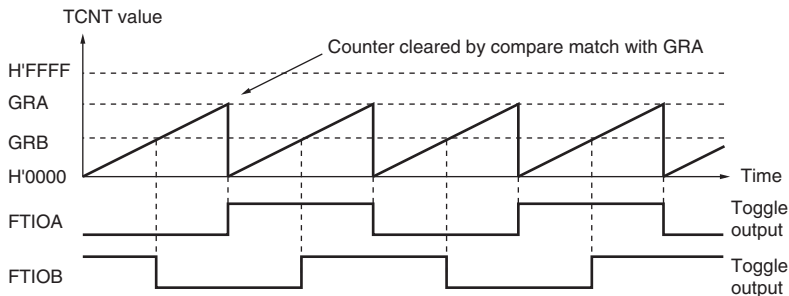 TCNT value
Counter cleared by compare match with GRA
H'FFFF
GRA
GRB
H'0000
Time
FTIOA
Toggle
output
FTIOB
Toggle
output